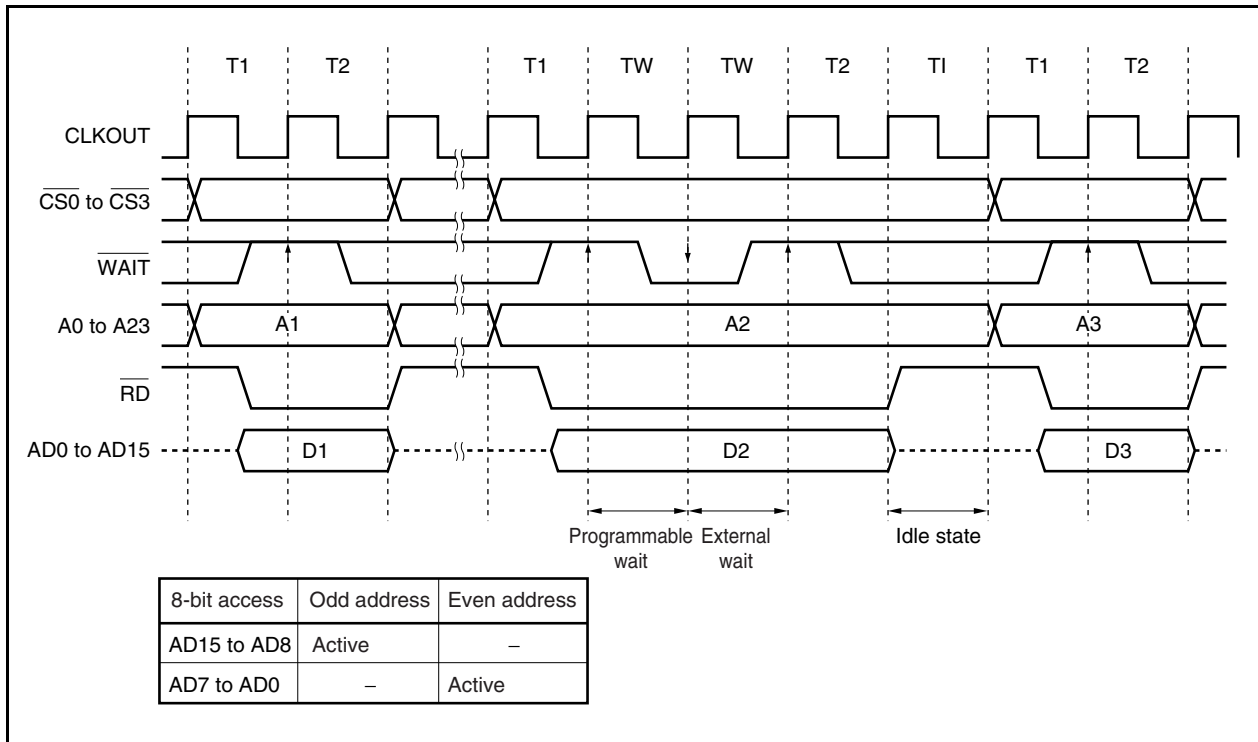 T1 T2 T1 TW TW T2 TI T1 T2
CLKOUT
CS0 to CS3
WAIT
A0 to A23 A1 A2 A3
RD
AD0 to AD15 D1 D2 D3
Programmable wait
External wait
Idle state
8-bit access Odd address Even address
AD15 to AD8 Active –
AD7 to AD0 – Active